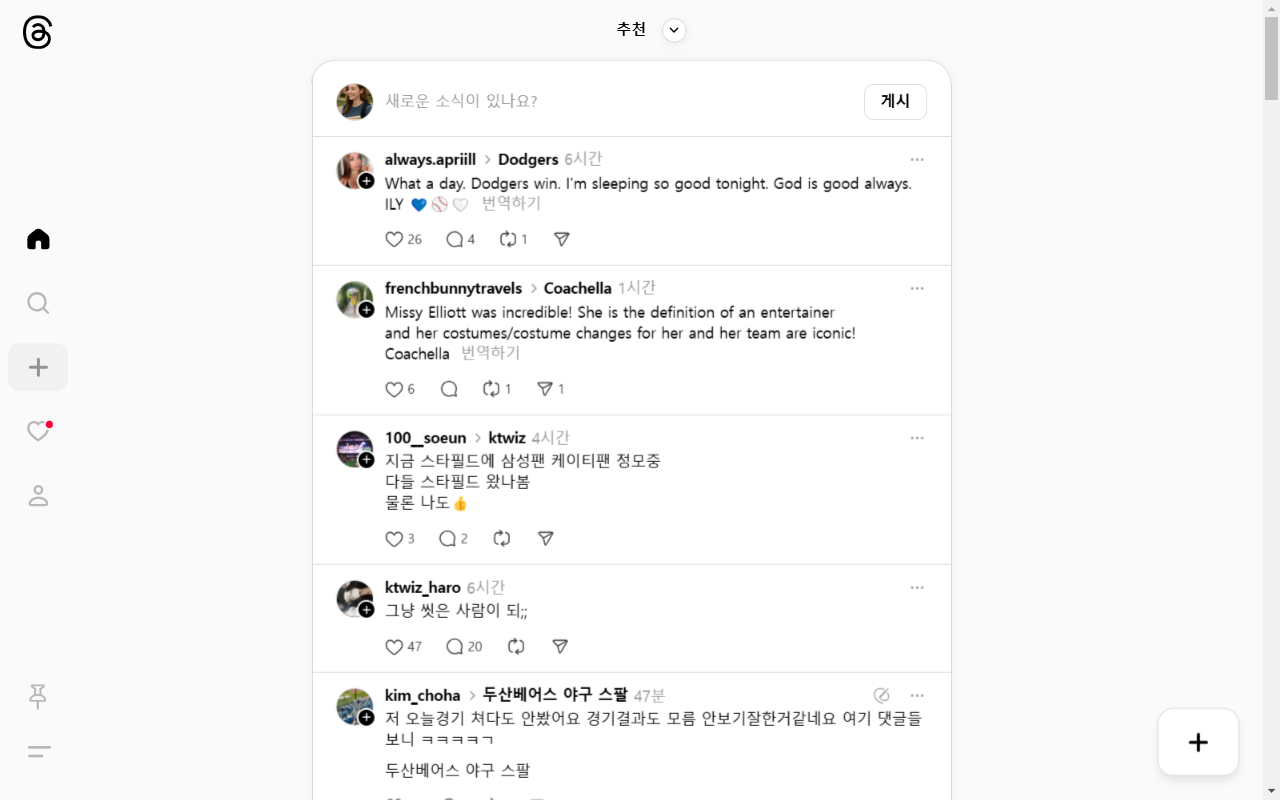 추천
새로운 소식이 있나요?
게시
always.apriill > Dodgers 6시간
What a day. Dodgers win. I'm sleeping so good tonight. God is good always.
ILY 💙⚾🤍 번역하기
26 4 1
frenchbunnytravels > Coachella 1시간
Missy Elliott was incredible! She is the definition of an entertainer
and her costumes/costume changes for her and her team are iconic!
Coachella 번역하기
6 1 1
100__soeun > ktwiz 4시간
지금 스타필드에 삼성팬 케이티팬 정모중
다들 스타필드 왔나봄
물론 나도👍
3 2
ktwiz_haro 6시간
그냥 씻은 사람이 되;;
47 20
kim_choha > 두산베어스 야구 스팔 47분
저 오늘경기 쳐다도 안봤어요 경기결과도 모름 안보기잘한거같네요 여기 댓글들
보니 ㅋㅋㅋㅋㄱ
두산베어스 야구 스팔